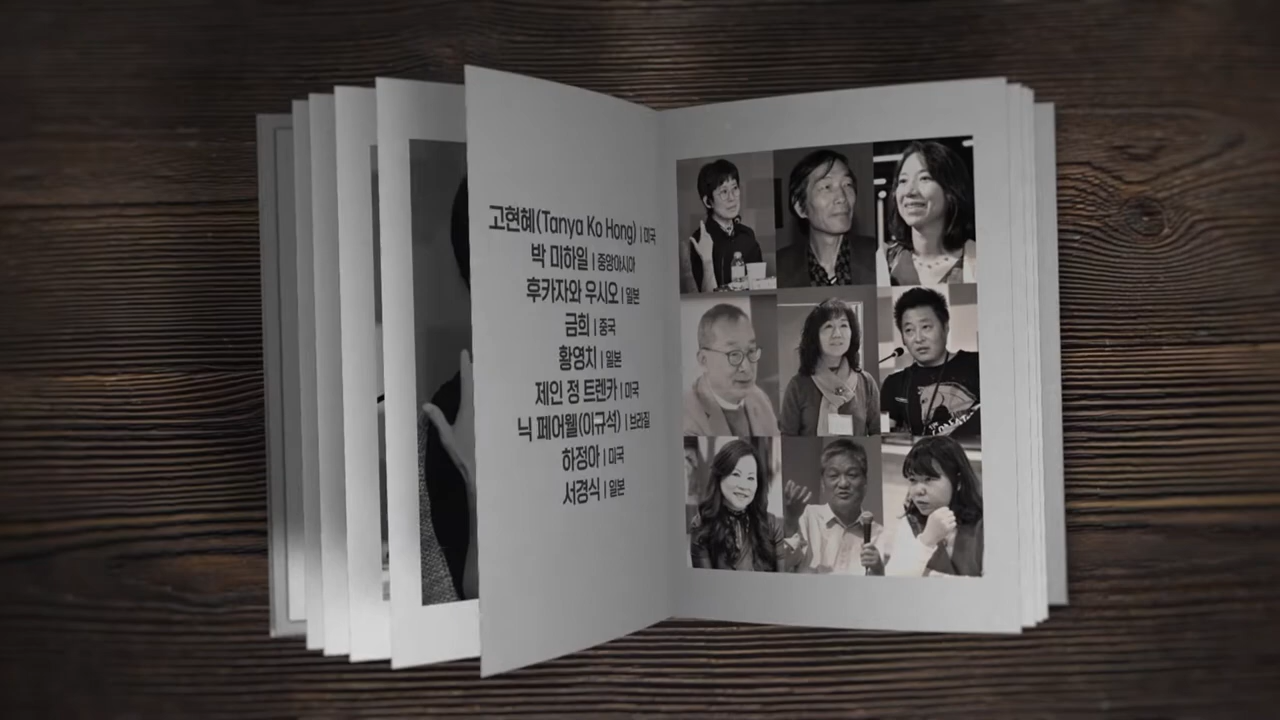 고현혜(Tanya Ko Hong) | 미국
박 미하일 | 중앙아시아
후카자와 우시오 | 일본
금희 | 중국
황영치 | 일본
제인 정 트렌카 | 미국
닉 페어웰(이규석) | 브라질
하정아 | 미국
서경식 | 일본